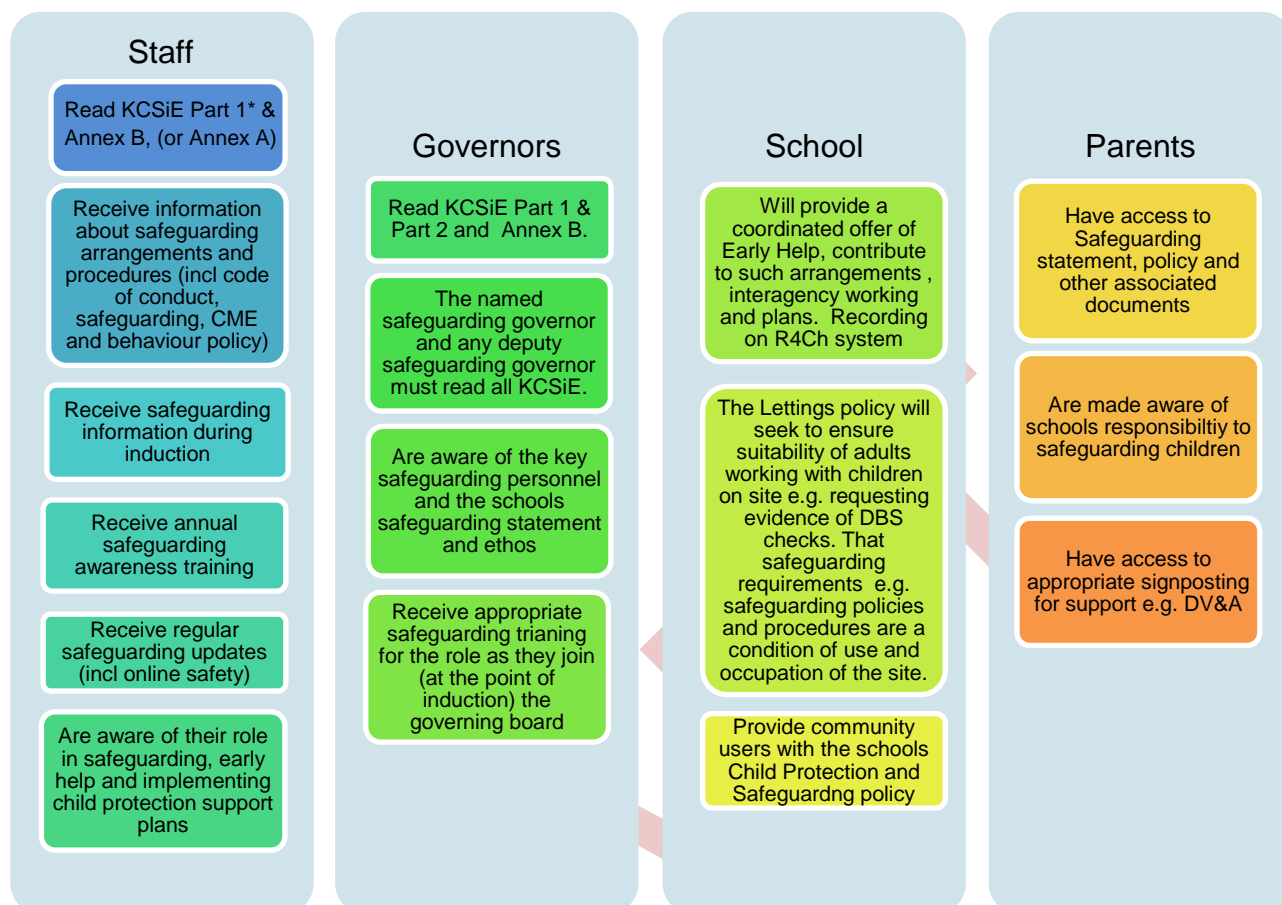 Staff
Read KCSiE Part 1* &
Annex B, (or Annex A)
Receive information
about safeguarding
arrangements and
procedures (incl code
of conduct,
safeguarding, CME
and behaviour policy)
Receive safeguarding
information during
induction
Receive annual
safeguarding
awareness training
Receive regular
safeguarding updates
(incl online safety)
Are aware of their role
in safeguarding, early
help and implementing
child protection support
plans
Governors
Read KCSiE Part 1 &
Part 2 and Annex B.
The named
safeguarding governor
and any deputy
safeguarding governor
must read all KCSiE.
Are aware of the key
safeguarding personnel
and the schools
safeguarding statement
and ethos
Receive appropriate
safeguarding trianing
for the role as they join
(at the point of
induction) the
governing board
School
Will provide a
coordinated offer of
Early Help, contribute
to such arrangements ,
interagency working
and plans. Recording
on R4Ch system
The Lettings policy will
seek to ensure
suitability of adults
working with children
on site e.g. requesting
evidence of DBS
checks. That
safeguarding
requirements e.g.
safeguarding policies
and procedures are a
condition of use and
occupation of the site.
Provide community
users with the schools
Child Protection and
Safeguardng policy
Parents
Have access to
Safeguarding
statement, policy and
other associated
documents
Are made aware of
schools responsibiltiy to
safeguarding children
Have access to
appropriate signposting
for support e.g. DV&A